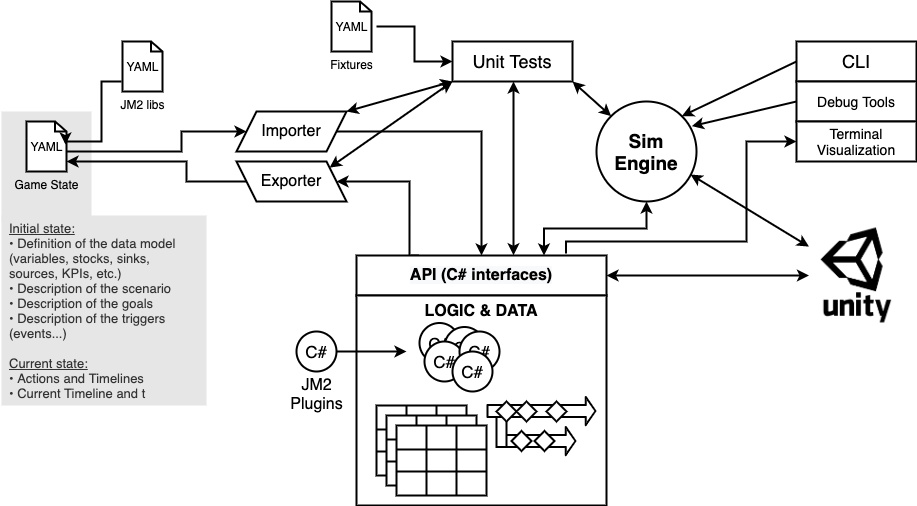 YAML
Fixtures
Unit Tests
CLI
Debug Tools
Terminal
Visualization
YAML
JM2 libs
YAML
Game State
Importer
Exporter
Sim
Engine
Initial state:
• Definition of the data model
(variables, stocks, sinks,
sources, KPIs, etc.)
• Description of the scenario
• Description of the goals
• Description of the triggers
(events...)
Current state:
• Actions and Timelines
• Current Timeline and t
API (C# interfaces)
LOGIC & DATA
C#
JM2
Plugins
C#
C#
C#
unity